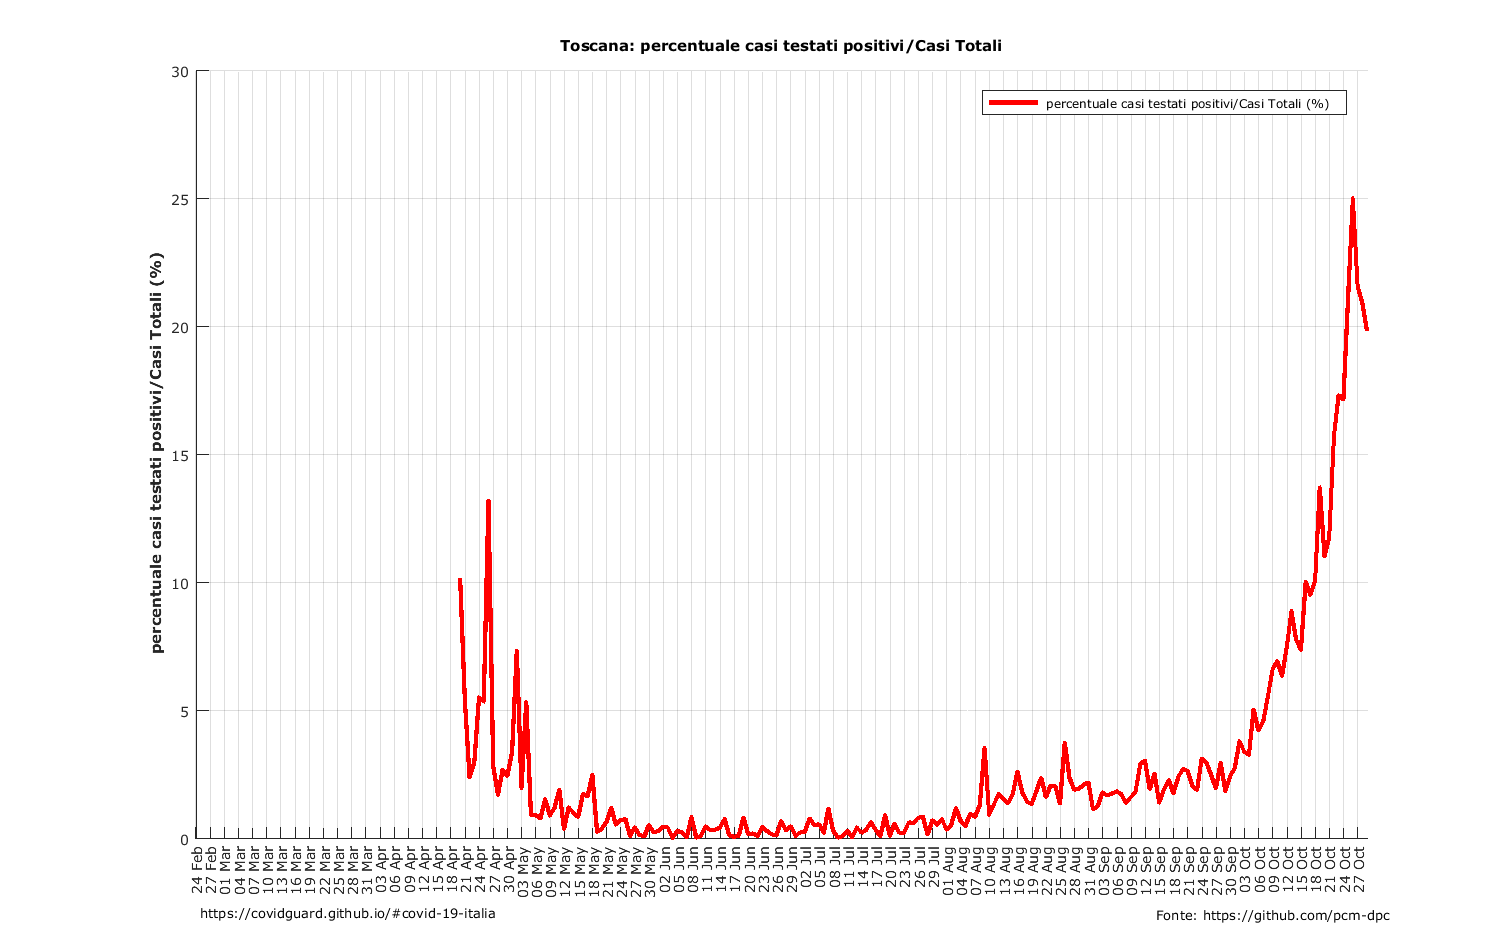 Toscana: percentuale casi testati positivi/Casi Totali
percentuale casi testati positivi/Casi Totali (%)
percentuale casi testati positivi/Casi Totali (%)
30
25
20
15
10
5
0
24 Feb
27 Feb
01 Mar
04 Mar
07 Mar
10 Mar
13 Mar
16 Mar
19 Mar
22 Mar
25 Mar
28 Mar
31 Mar
03 Apr
06 Apr
09 Apr
12 Apr
15 Apr
18 Apr
21 Apr
24 Apr
27 Apr
30 Apr
03 May
06 May
09 May
12 May
15 May
18 May
21 May
24 May
27 May
30 May
02 Jun
05 Jun
08 Jun
11 Jun
14 Jun
17 Jun
20 Jun
23 Jun
26 Jun
29 Jun
02 Jul
05 Jul
08 Jul
11 Jul
14 Jul
17 Jul
20 Jul
23 Jul
26 Jul
29 Jul
01 Aug
04 Aug
07 Aug
10 Aug
13 Aug
16 Aug
19 Aug
22 Aug
25 Aug
28 Aug
31 Aug
03 Sep
06 Sep
09 Sep
12 Sep
15 Sep
18 Sep
21 Sep
24 Sep
27 Sep
30 Sep
03 Oct
06 Oct
09 Oct
12 Oct
15 Oct
18 Oct
21 Oct
24 Oct
27 Oct
https://covidguard.github.io/#covid-19-italia
Fonte: https://github.com/pcm-dpc